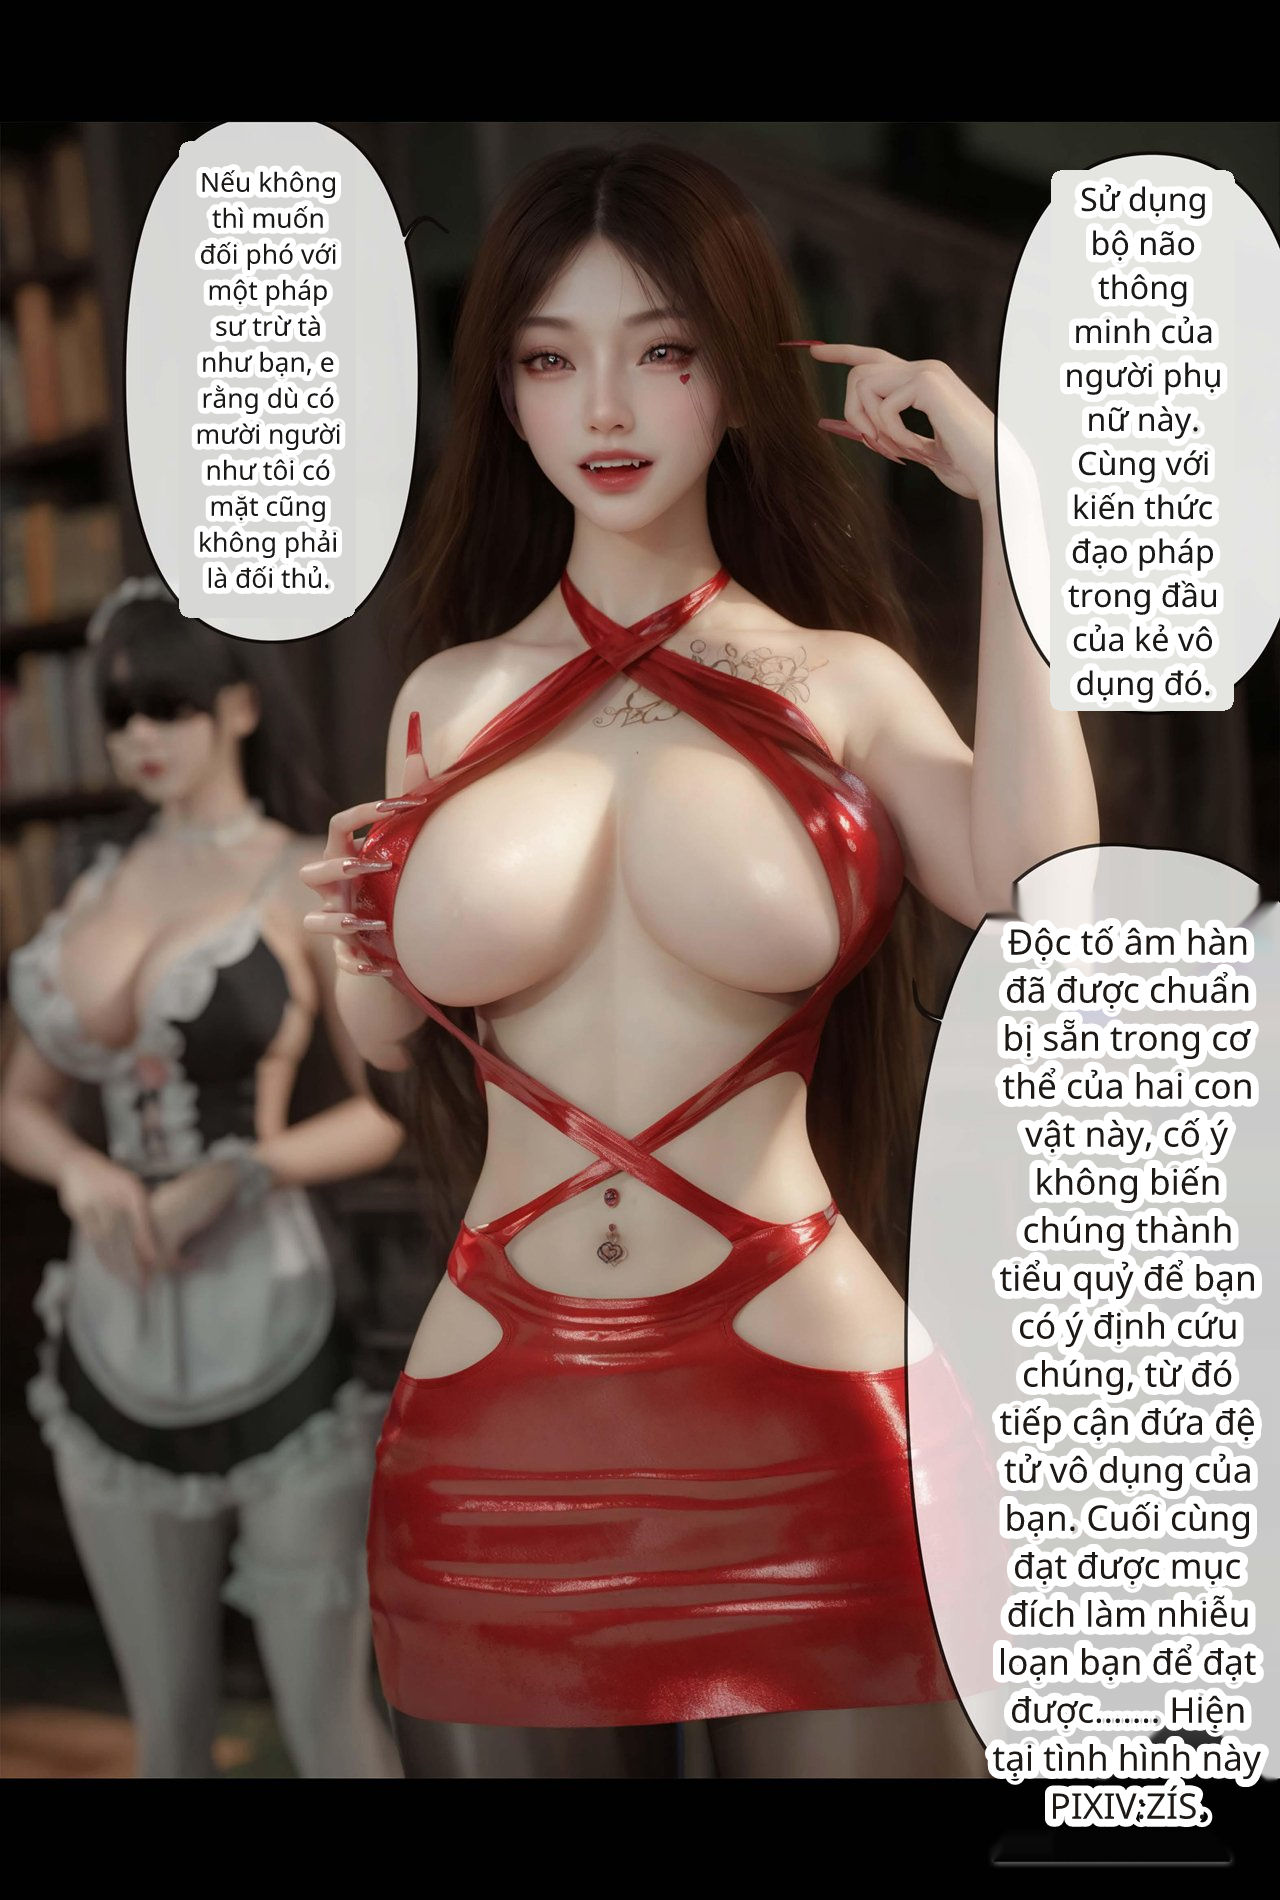 Sử dụng
bộ não
thông
minh của
người phụ
nữ này.
Cùng với
kiến thức
đạo pháp
trong đầu
của kẻ vô
dụng đó.
Nếu không
thì muốn
đối phó với
một pháp
sư trừ tà
như bạn, e
rằng dù có
mười người
như tôi có
mặt cũng
không phải
là đối thủ.
Độc tố âm hàn
đã được chuẩn
bị sẵn trong cơ
thể của hai con
vật này, cố ý
không biến
chúng thành
tiểu quỷ để bạn
có ý định cứu
chúng, từ đó
tiếp cận đứa đệ
tử vô dụng của
bạn. Cuối cùng
đạt được mục
đích làm nhiễu
loạn bạn để đạt
được....... Hiện
tại tình hình này
PIXIV:ZÍS,